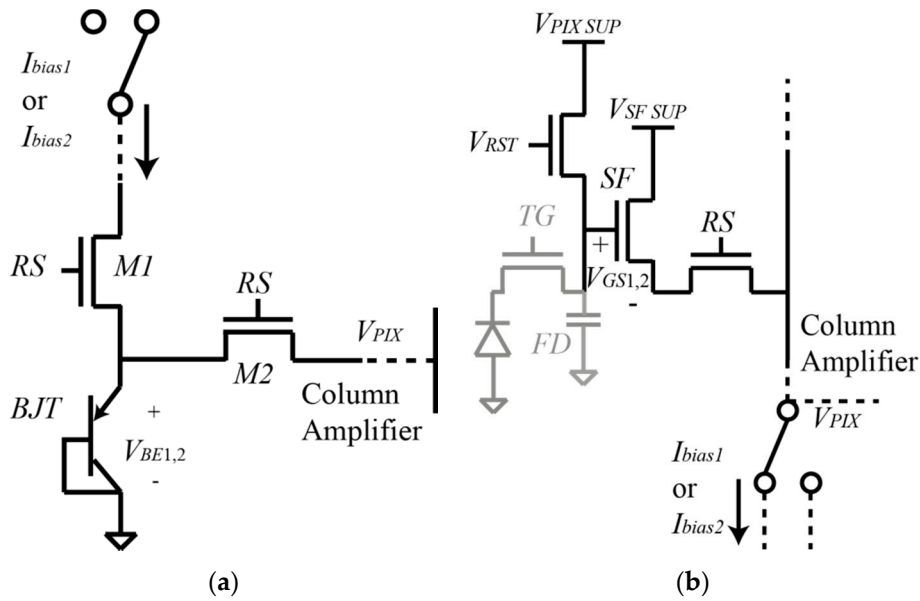 Ibias1
or
Ibias2
RS
M1
RS
VPIX
M2
Column
Amplifier
BJT
+
VBE1,2
-
(a)
VPIX SUP
VSF SUP
VRST
SF
TG
RS
+
VGS1,2
-
FD
Column
Amplifier
VPIX
Ibias1
or
Ibias2
(b)